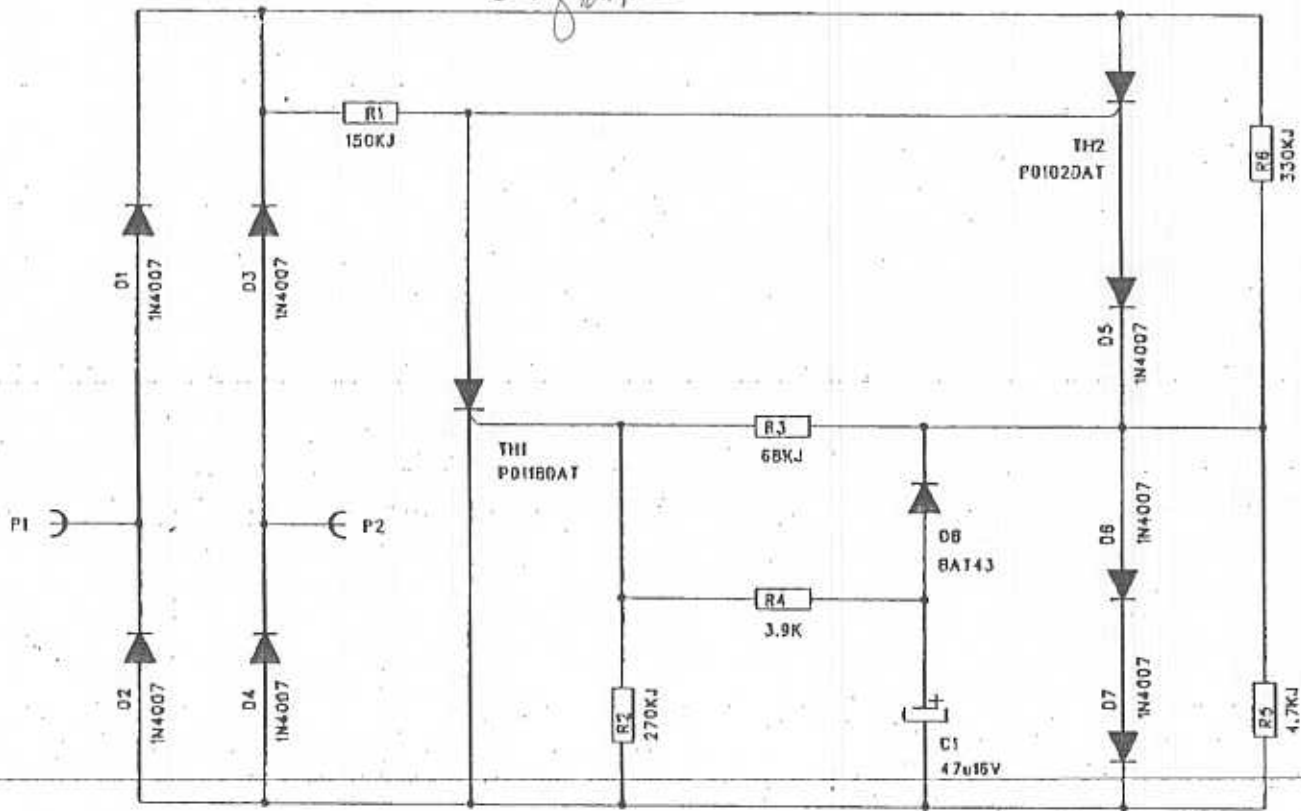 R1
150KJ
TH2
P0102DAT
R6
330KJ
D1
1N4007
D3
1N4007
D5
1N4007
R3
68KJ
TH1
P0118DAT
P1
P2
D8
BAT43
D6
1N4007
R4
3.9K
D2
1N4007
D4
1N4007
R2
270KJ
C1
47u16V
D7
1N4007
R5
4.7KJ
+